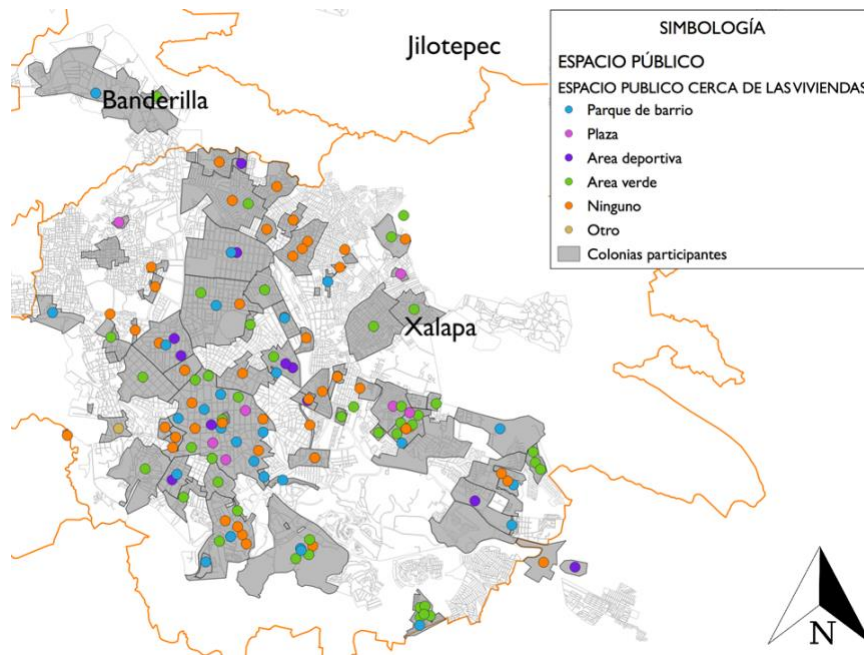 Jilotepec
Banderilla
Xalapa
SIMBOLOGÍA
ESPACIO PÚBLICO
ESPACIO PUBLICO CERCA DE LAS VIVIENDAS
Parque de barrio
Plaza
Area deportiva
Area verde
Ninguno
Otro
Colonias participantes
N